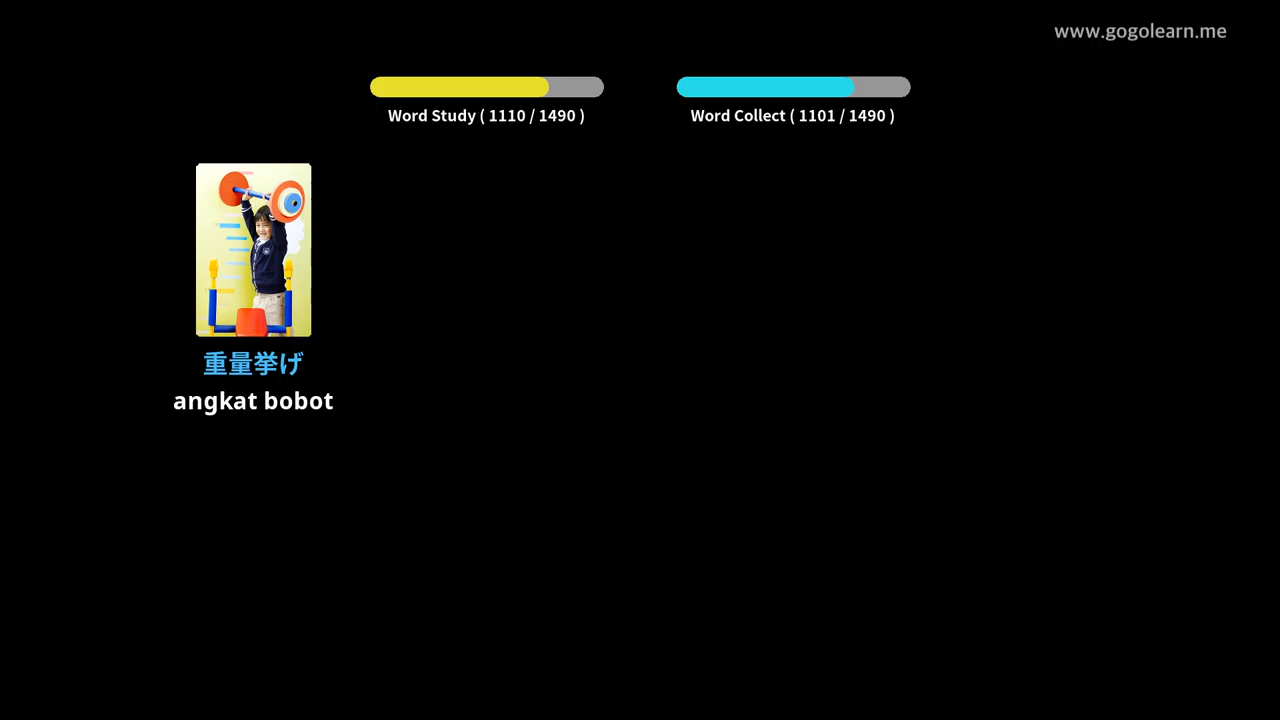 www.gogolearn.me
Word Study ( 1110 / 1490 )
Word Collect ( 1101 / 1490 )
重量挙げ
angkat bobot